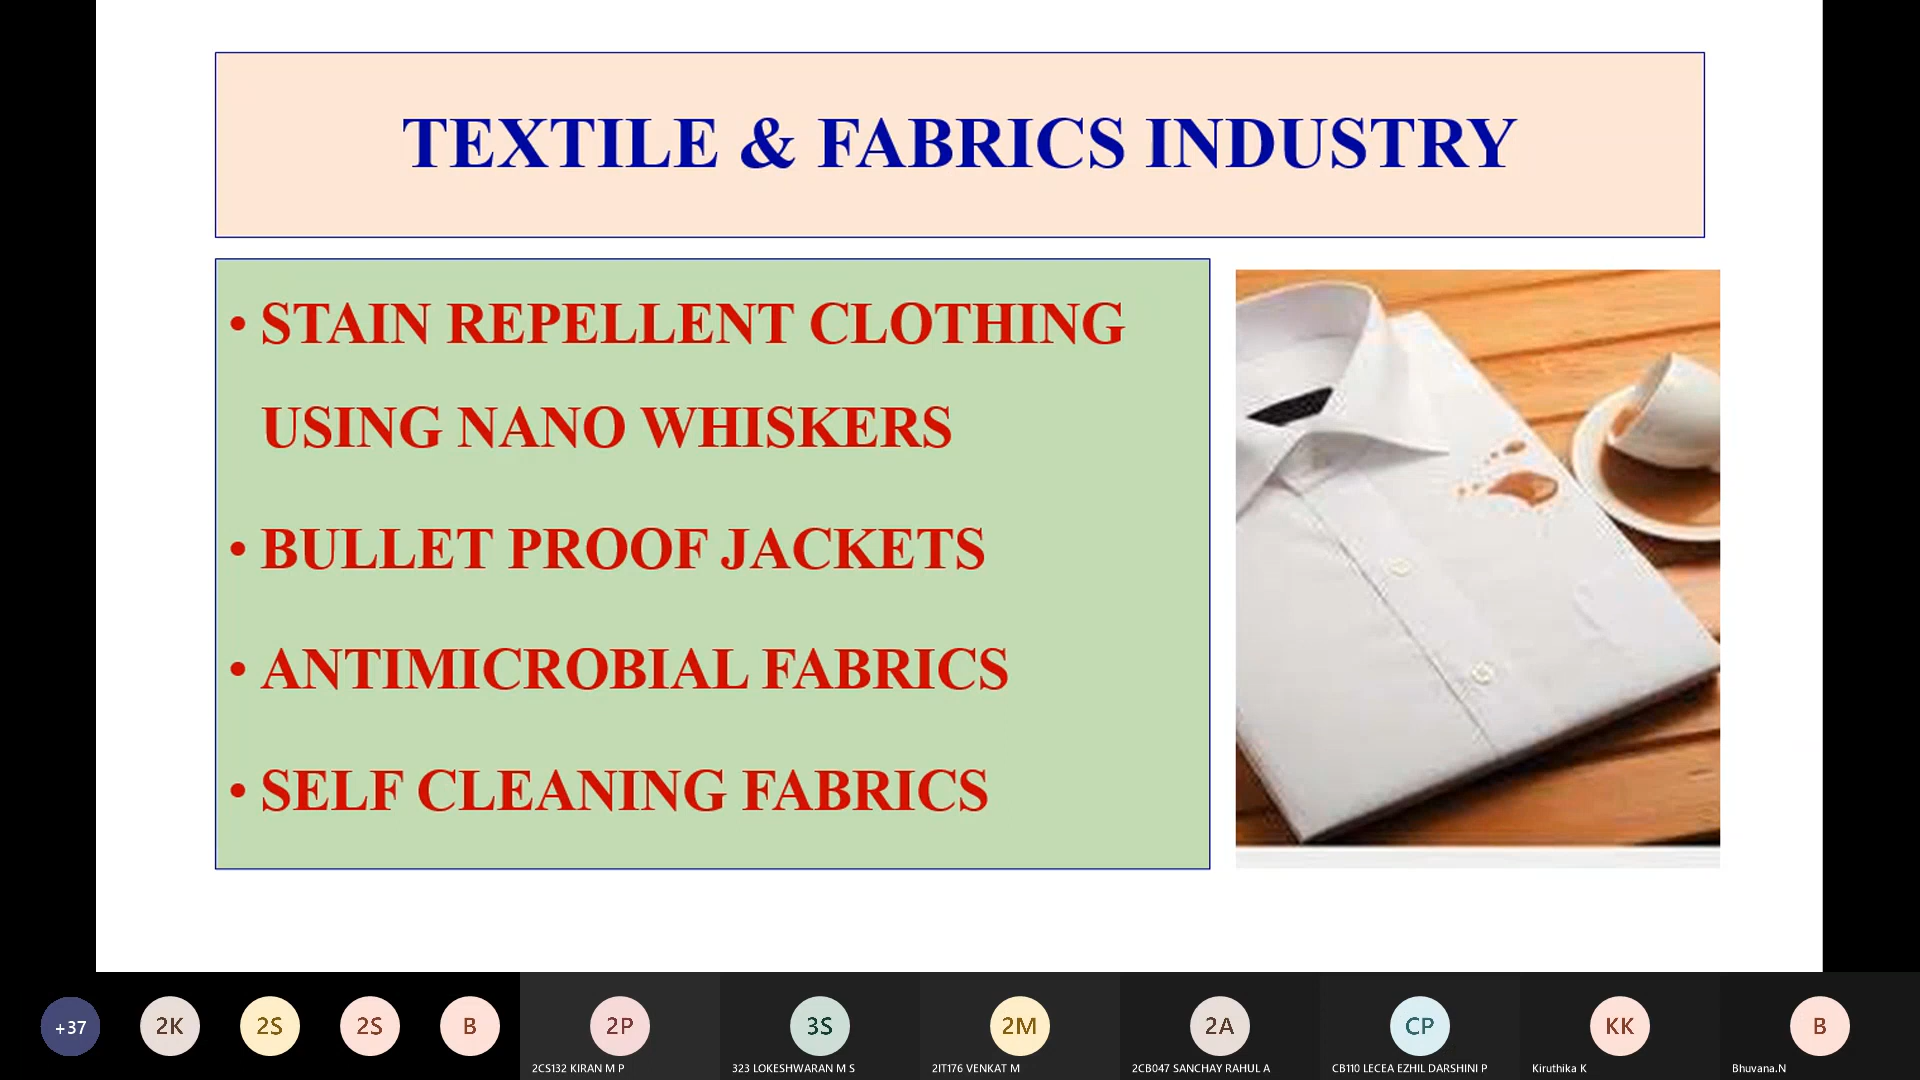 TEXTILE & FABRICS INDUSTRY
• STAIN REPELLENT CLOTHING
USING NANO WHISKERS
• BULLET PROOF JACKETS
• ANTIMICROBIAL FABRICS
• SELF CLEANING FABRICS
+37
2K
2S
2S
B
2P
3S
2M
2A
CP
KK
B
2CS132 KIRAN M P
323 LOKESHWARAN M S
2IT176 VENKAT M
2CB047 SANCHAY RAHUL A
CB110 LECEA EZHIL DARSHINI P
Kiruthika K
Bhuvana.N